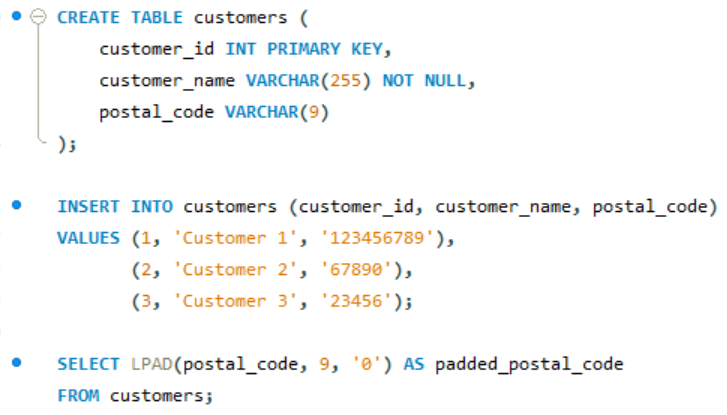 CREATE TABLE customers (
    customer_id INT PRIMARY KEY,
    customer_name VARCHAR(255) NOT NULL,
    postal_code VARCHAR(9)
);
INSERT INTO customers (customer_id, customer_name, postal_code)
VALUES (1, 'Customer 1', '123456789'),
       (2, 'Customer 2', '67890'),
       (3, 'Customer 3', '23456');
SELECT LPAD(postal_code, 9, '0') AS padded_postal_code
FROM customers;